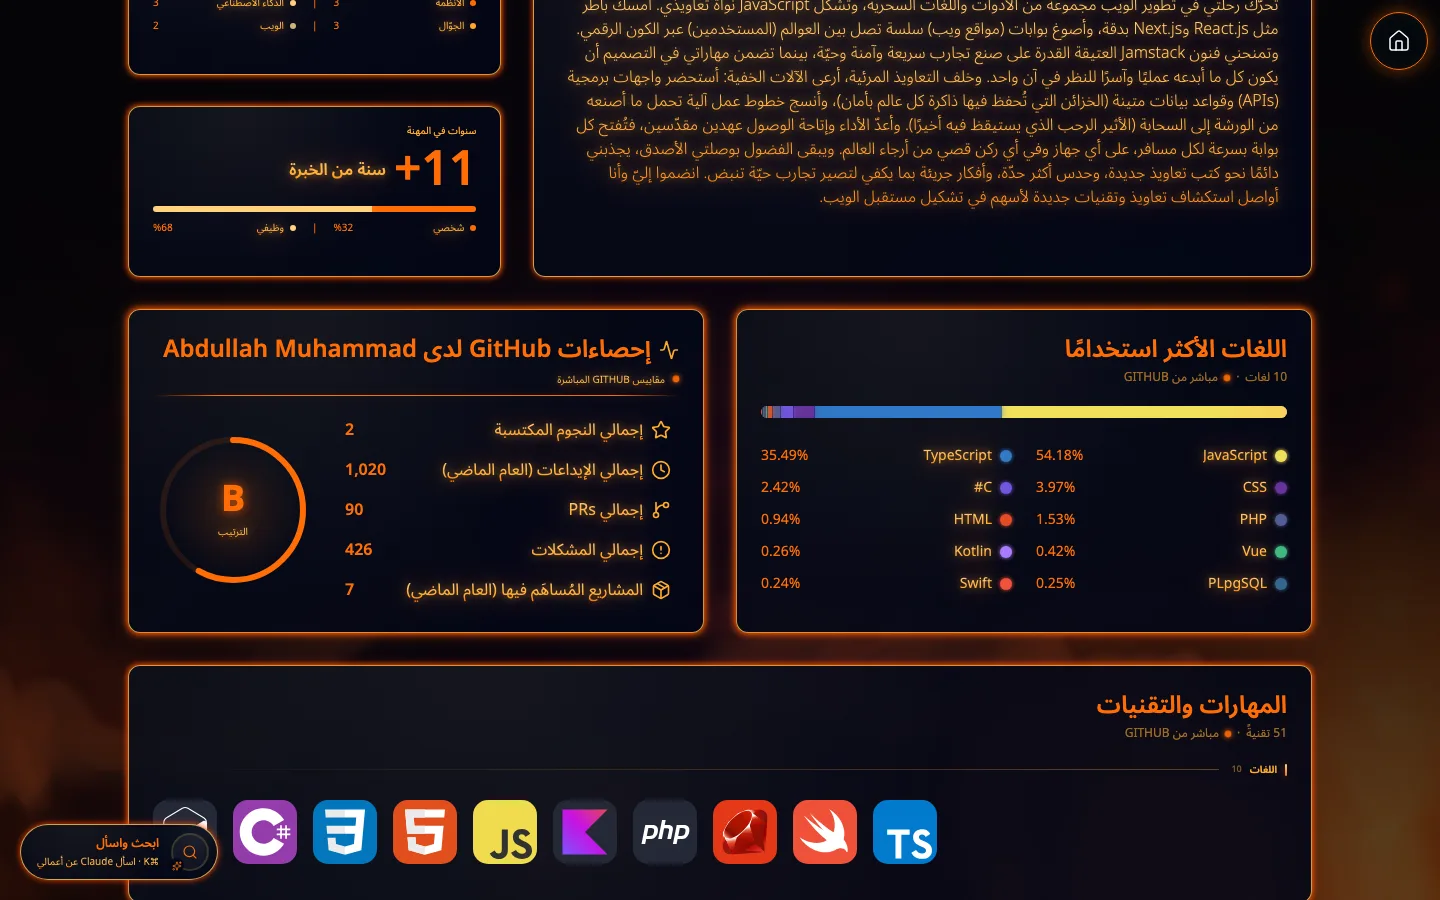 تحرّك رحلتي في تطوير الويب مجموعة من الأدوات واللغات السحرية، وتشكّل JavaScript نواة تعاويذي. أمسك بأطر
مثل React.js وNext.js بدقة، وأصوغ بوابات (مواقع ويب) سلسة تصل بين العوالم (المستخدمين) عبر الكون الرقمي.
وتمنحني فنون Jamstack العتيقة القدرة على صنع تجارب سريعة وآمنة وحيّة، بينما تضمن مهاراتي في التصميم أن
يكون كل ما أبدعه عمليًا وآسرًا للنظر في آن واحد. وخلف التعاويذ المرئية، أرعى الآلات الخفية: أستحضر واجهات برمجية
(APIs) وقواعد بيانات متينة (الخزائن التي تُحفظ فيها ذاكرة كل عالم بأمان)، وأنسج خطوط عمل آلية تحمل ما أصنعه
من الورشة إلى السحابة (الأثير الرحب الذي يستيقظ فيه أخيرًا). وأعدّ الأداء وإتاحة الوصول عهدين مقدّسين، فتُفتح كل
بوابة بسرعة لكل مسافر، على أي جهاز وفي أي ركن قصي من أرجاء العالم. ويبقى الفضول بوصلتي الأصدق، يجذبني
دائمًا نحو كتب تعاويذ جديدة، وحدس أكثر حدّة، وأفكار جريئة بما يكفي لتصير تجارب حيّة تنبض. انضموا إليّ وأنا
أواصل استكشاف تعاويذ وتقنيات جديدة لأسهم في تشكيل مستقبل الويب.
الأنظمة 3 | الذكاء الاصطناعي 3
الجوّال 3 | الويب 2
سنوات في المهنة
11+ سنة من الخبرة
شخصي %32 | وظيفي %68
اللغات الأكثر استخدامًا
10 لغات · مباشر من GITHUB
JavaScript 54.18% TypeScript 35.49%
CSS 3.97% C# 2.42%
PHP 1.53% HTML 0.94%
Vue 0.42% Kotlin 0.26%
PLpgSQL 0.25% Swift 0.24%
إحصاءات GitHub لدى Abdullah Muhammad
مقاييس GITHUB المباشرة
إجمالي النجوم المكتسبة 2
إجمالي الإيداعات (العام الماضي) 1,020
إجمالي PRs 90
إجمالي المشكلات 426
المشاريع المُساهَم فيها (العام الماضي) 7
B
الترتيب
المهارات والتقنيات
51 تقنيةً · مباشر من GITHUB
اللغات 10
TS
php
JS
5
3
C#
ابحث واسأل
⌘K · اسأل Claude عن أعمالي